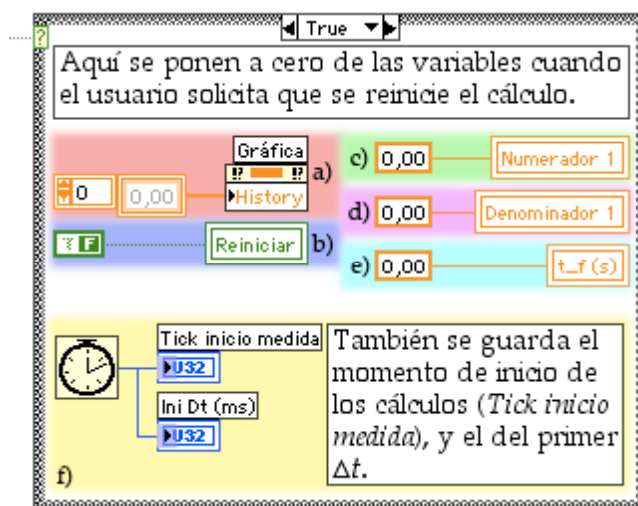 True
?
Aquí se ponen a cero de las variables cuando
el usuario solicita que se reinicie el cálculo.
Gráfica
!? !?
History
a)
0
0,00
F
Reiniciar
b)
c) 0,00 Numerador 1
d) 0,00 Denominador 1
e) 0,00 t_f (s)
Tick inicio medida
U32
Ini Dt (ms)
U32
f)
También se guarda el
momento de inicio de
los cálculos (Tick inicio
medida), y el del primer
Δt.